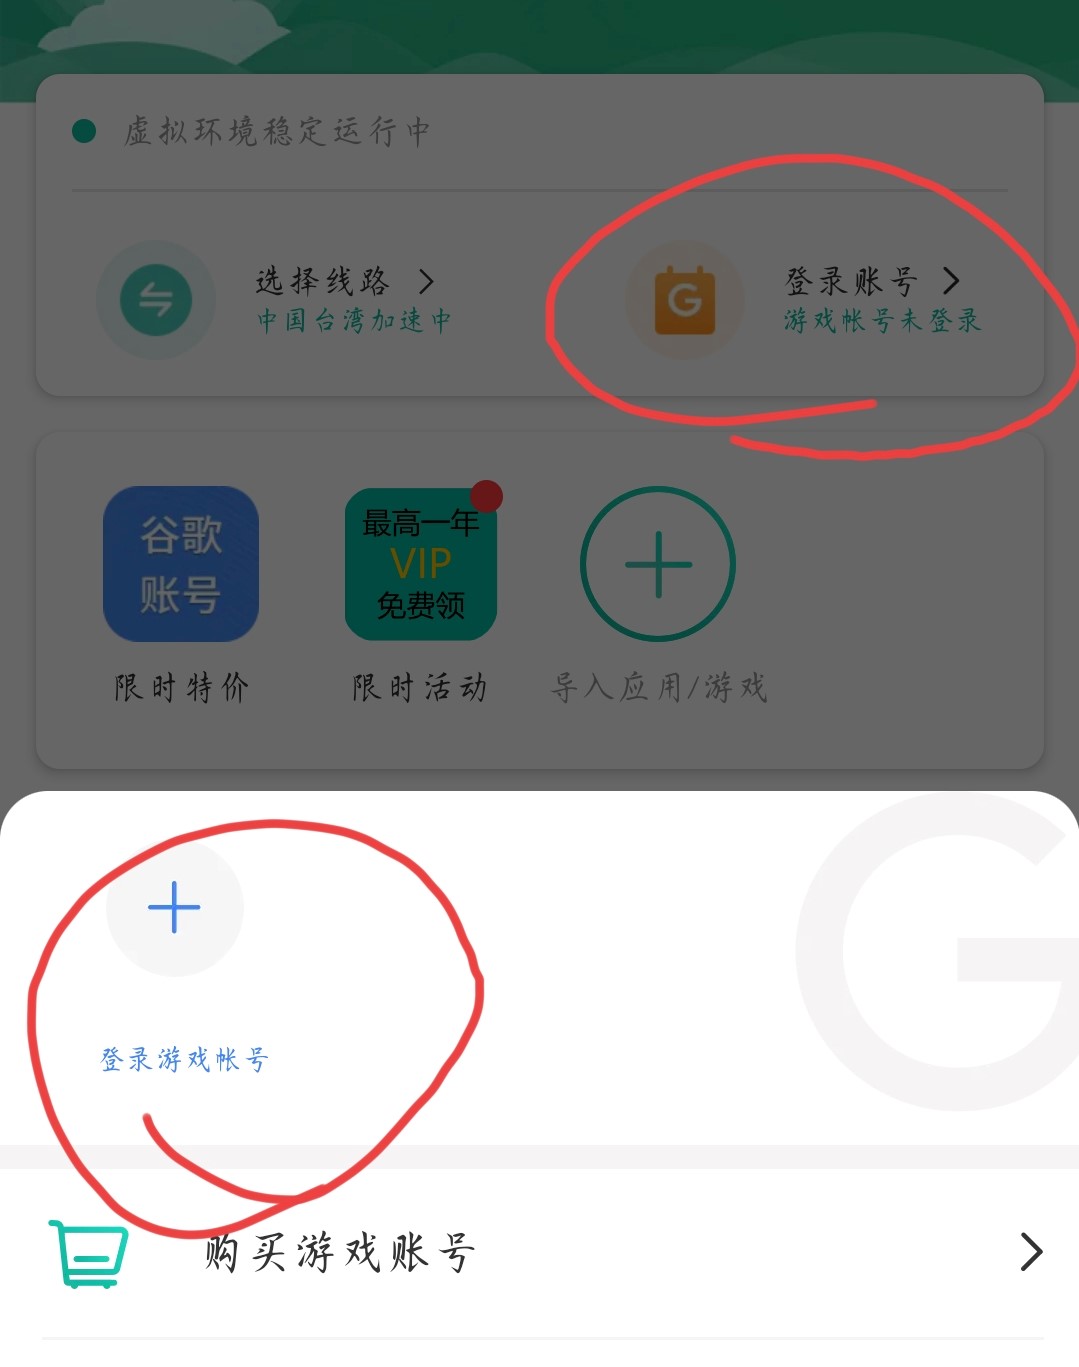 虚拟环境稳定运行中
选择线路
中国台湾加速中
登录账号
游戏帐号未登录
谷歌
账号
限时特价
最高一年
VIP
免费领
限时活动
导入应用/游戏
登录游戏帐号
购买游戏账号